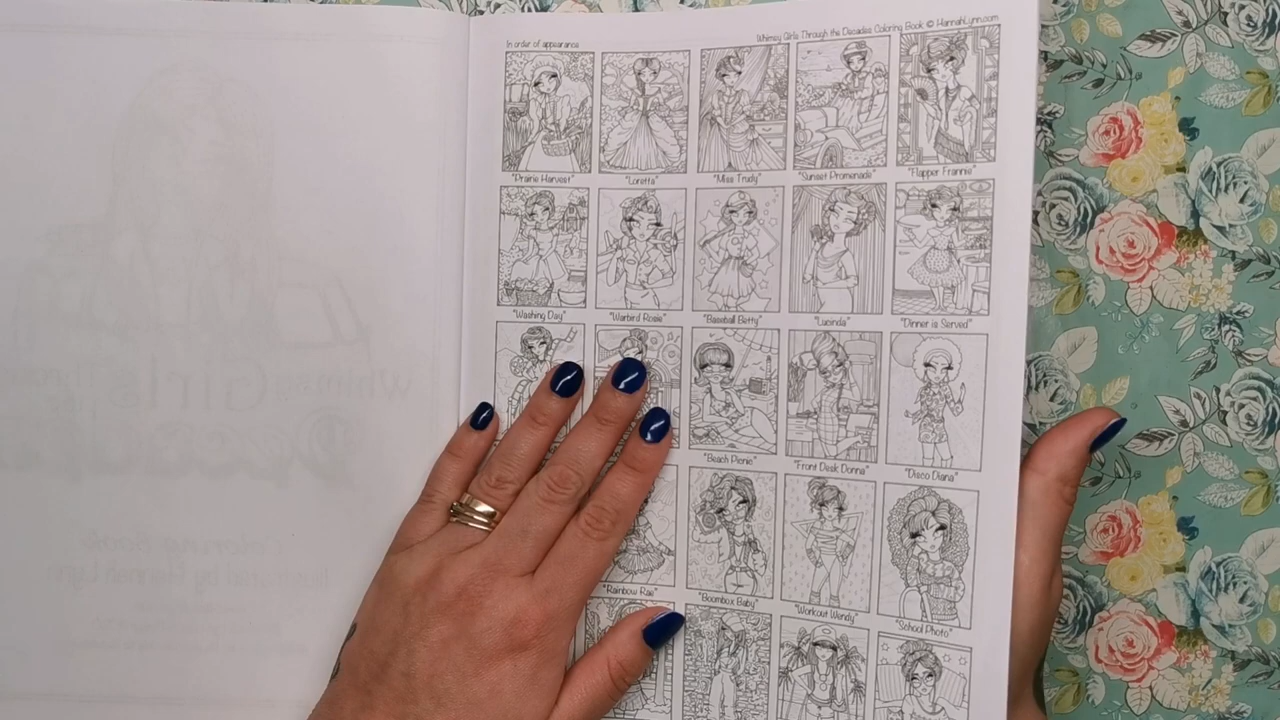 In order of appearance
Whimsy Girls Through the Decades Coloring Book © HannahLynn.com
"Prairie Harvest" "Loretta" "Miss Trudy" "Sunset Promenade" "Flapper Frannie"
"Washing Day" "Warbird Rosie" "Baseball Betty" "Lucinda" "Dinner is Served"
"Beach Picnic" "Front Desk Donna" "Disco Diana"
"Rainbow Rae" "Boombox Baby" "Workout Wendy" "School Photo"